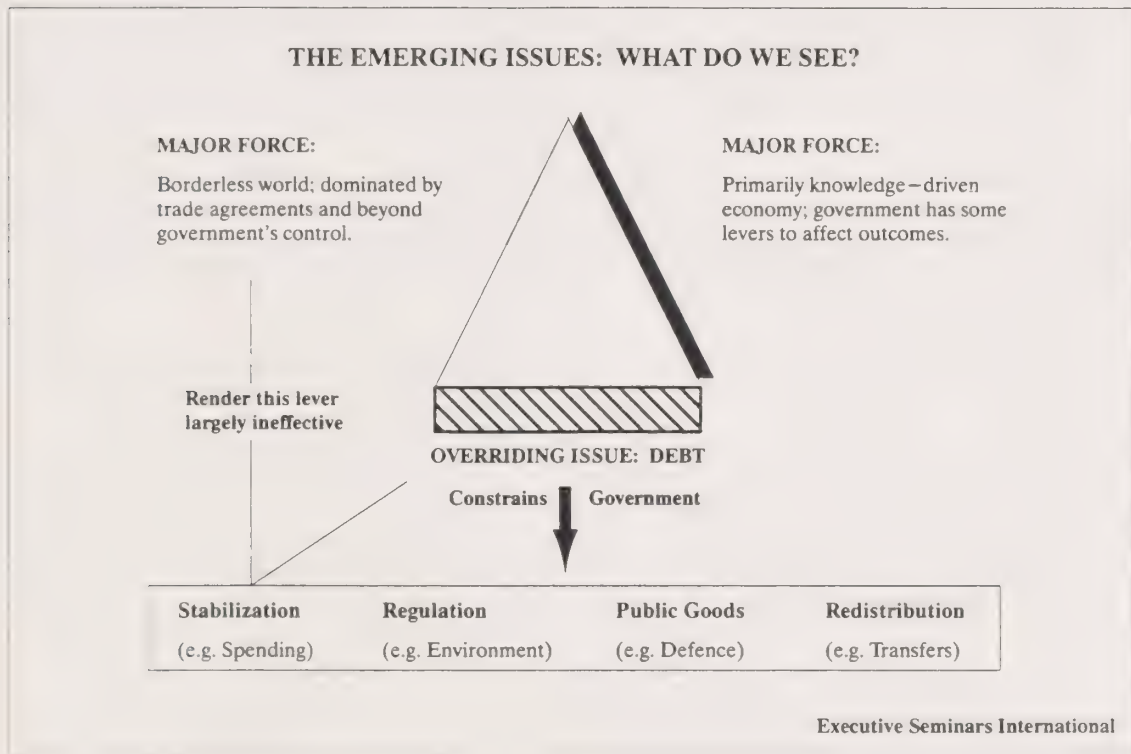 THE EMERGING ISSUES: WHAT DO WE SEE?
MAJOR FORCE:
Borderless world; dominated by
trade agreements and beyond
government's control.
MAJOR FORCE:
Primarily knowledge-driven
economy; government has some
levers to affect outcomes.
Render this lever
largely ineffective
OVERRIDING ISSUE: DEBT
Constrains Government
Stabilization Regulation Public Goods Redistribution
(e.g. Spending) (e.g. Environment) (e.g. Defence) (e.g. Transfers)
Executive Seminars International